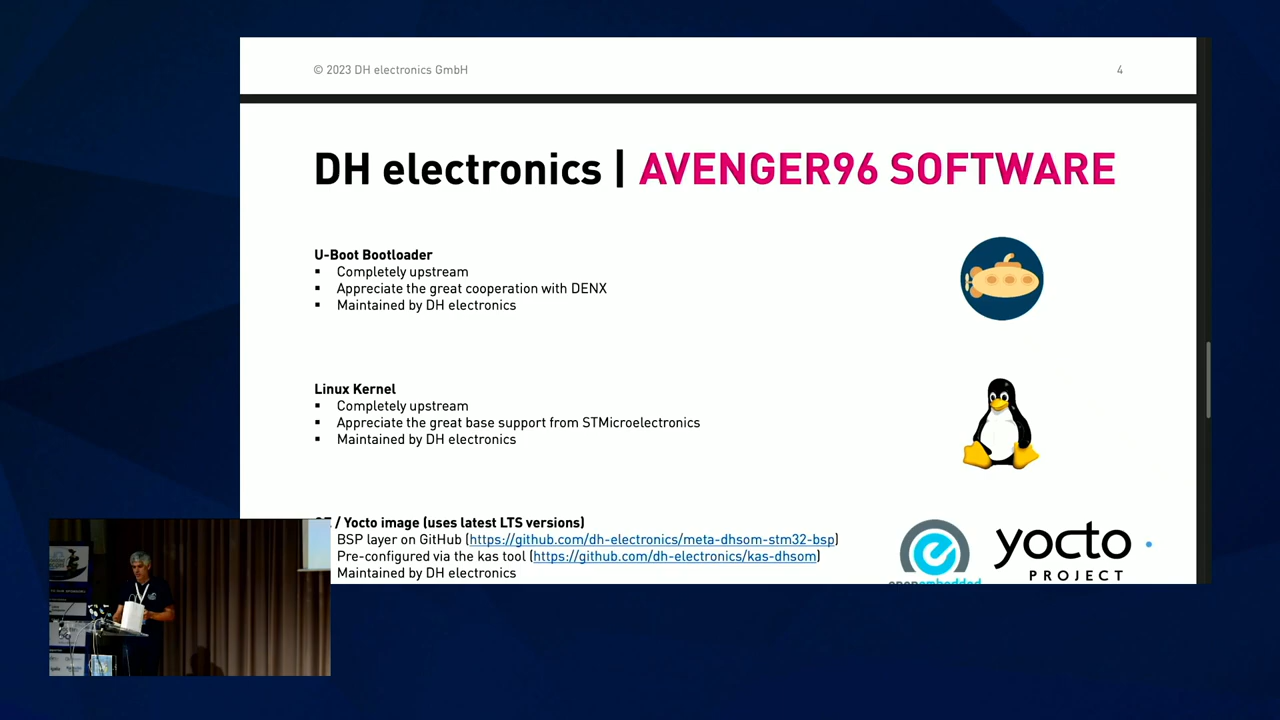 © 2023 DH electronics GmbH
4
DH electronics | AVENGER96 SOFTWARE
U-Boot Bootloader
▪ Completely upstream
▪ Appreciate the great cooperation with DENX
▪ Maintained by DH electronics
Linux Kernel
▪ Completely upstream
▪ Appreciate the great base support from STMicroelectronics
▪ Maintained by DH electronics
/ Yocto image (uses latest LTS versions)
BSP layer on GitHub (https://github.com/dh-electronics/meta-dhsom-stm32-bsp)
Pre-configured via the kas tool (https://github.com/dh-electronics/kas-dhsom)
Maintained by DH electronics
openembedded
yocto
PROJECT